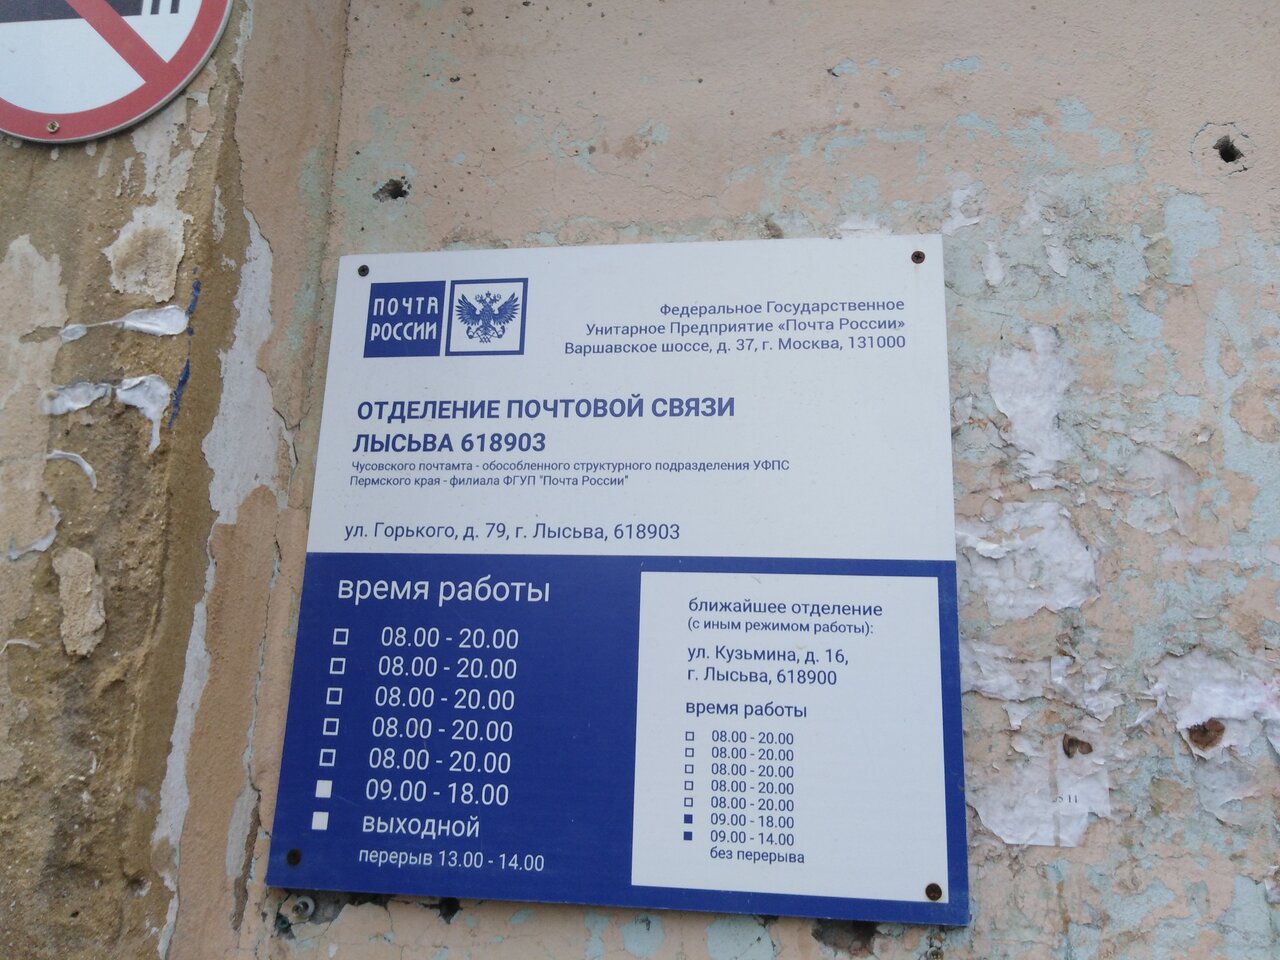 ПОЧТА
РОССИИ
Федеральное Государственное
Унитарное Предприятие «Почта России»
Варшавское шоссе, д. 37, г. Москва, 131000
ОТДЕЛЕНИЕ ПОЧТОВОЙ СВЯЗИ
ЛЫСЬВА 618903
Чусовского почтамта - обособленного структурного подразделения УФПС
Пермского края - филиала ФГУП "Почта России"
ул. Горького, д. 79, г. Лысьва, 618903
время работы
08.00 - 20.00
08.00 - 20.00
08.00 - 20.00
08.00 - 20.00
08.00 - 20.00
09.00 - 18.00
выходной
перерыв 13.00 - 14.00
ближайшее отделение
(с иным режимом работы):
ул. Кузьмина, д. 16,
г. Лысьва, 618900
время работы
08.00 - 20.00
08.00 - 20.00
08.00 - 20.00
08.00 - 20.00
08.00 - 20.00
09.00 - 18.00
09.00 - 14.00
без перерыва